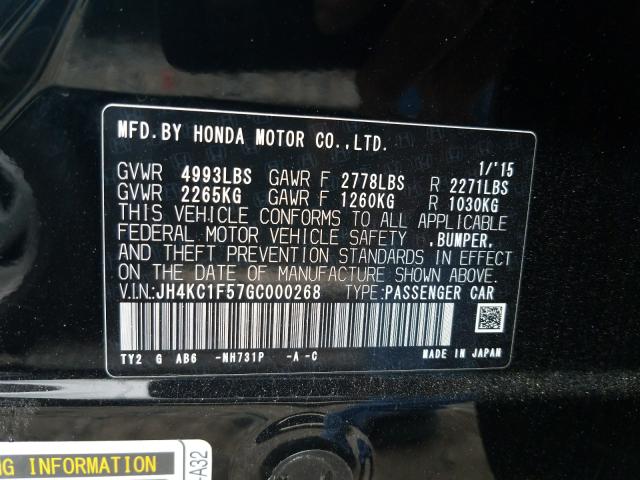 MFD.BY HONDA MOTOR CO.,LTD.
1/'15
GVWR 4993LBS GAWR F 2778LBS R 2271LBS
GVWR 2265KG GAWR F 1260KG R 1030KG
THIS VEHICLE CONFORMS TO ALL APPLICABLE
FEDERAL MOTOR VEHICLE SAFETY ,BUMPER,
AND THEFT PREVENTION STANDARDS IN EFFECT
ON THE DATE OF MANUFACTURE SHOWN ABOVE.
V.I.N:JH4KC1F57GC000268 TYPE:PASSENGER CAR
TY2 G AB6 -NH731P -A -C MADE IN JAPAN
INFORMATION
-A32